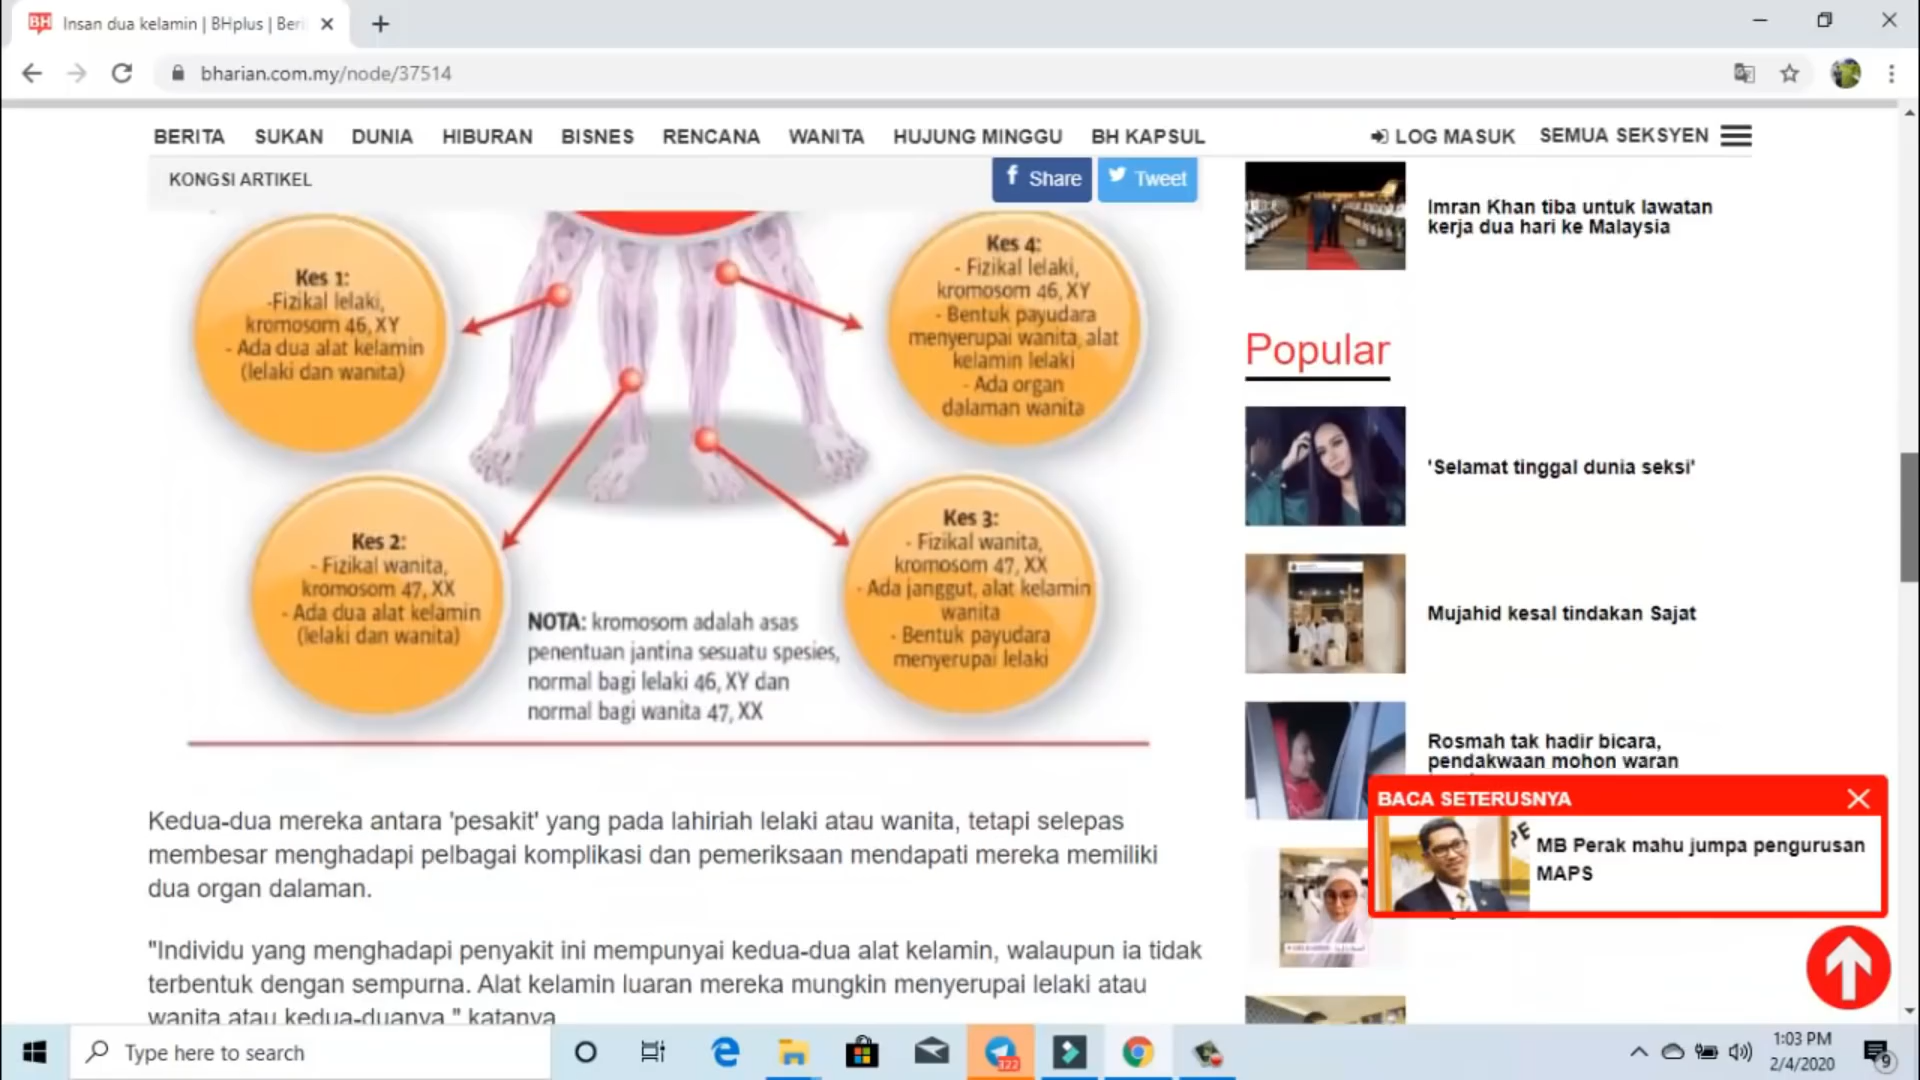 Insan dua kelamin | BHplus | Beri
bharian.com.my/node/37514
BERITA SUKAN DUNIA HIBURAN BISNES RENCANA WANITA HUJUNG MINGGU BH KAPSUL LOG MASUK SEMUA SEKSYEN
KONGSI ARTIKEL
Share Tweet
Kes 1:
-Fizikal lelaki,
kromosom 46, XY
- Ada dua alat kelamin
(lelaki dan wanita)
Kes 4:
- Fizikal lelaki,
kromosom 46, XY
- Bentuk payudara
menyerupai wanita, alat
kelamin lelaki
- Ada organ
dalaman wanita
Kes 2:
- Fizikal wanita,
kromosom 47, XX
- Ada dua alat kelamin
(lelaki dan wanita)
Kes 3:
- Fizikal wanita,
kromosom 47, XX
- Ada janggut, alat kelamin
wanita
- Bentuk payudara
menyerupai lelaki
NOTA: kromosom adalah asas
penentuan jantina sesuatu spesies,
normal bagi lelaki 46, XY dan
normal bagi wanita 47, XX
Kedua-dua mereka antara 'pesakit' yang pada lahiriah lelaki atau wanita, tetapi selepas
membesar menghadapi pelbagai komplikasi dan pemeriksaan mendapati mereka memiliki
dua organ dalaman.
"Individu yang menghadapi penyakit ini mempunyai kedua-dua alat kelamin, walaupun ia tidak
terbentuk dengan sempurna. Alat kelamin luaran mereka mungkin menyerupai lelaki atau
wanita atau kedua-duanya," katanya
Imran Khan tiba untuk lawatan
kerja dua hari ke Malaysia
Popular
'Selamat tinggal dunia seksi'
Mujahid kesal tindakan Sajat
Rosmah tak hadir bicara,
pendakwaan mohon waran
BACA SETERUSNYA
MB Perak mahu jumpa pengurusan
MAPS
Type here to search
1:03 PM
2/4/2020
9